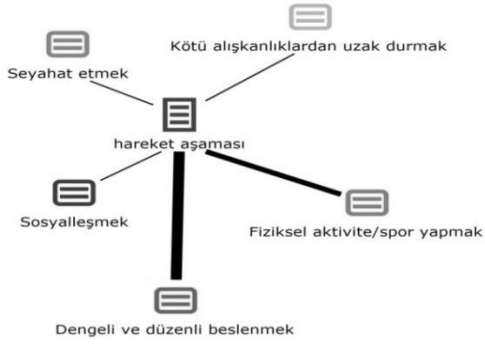 Kötü alışkanlıklardan uzak durmak
Seyahat etmek
hareket aşaması
Sosyalleşmek
Fiziksel aktivite/spor yapmak
Dengeli ve düzenli beslenmek